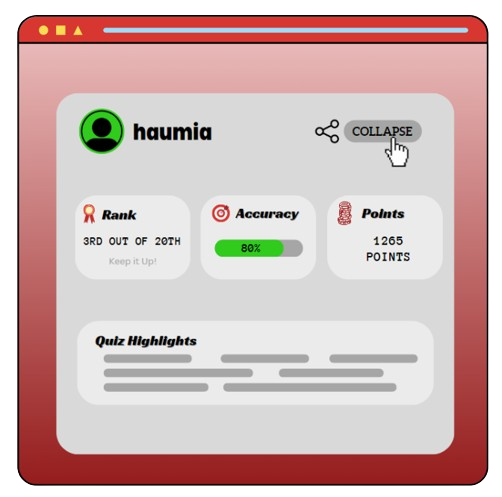 haumia
COLLAPSE
Rank
3RD OUT OF 20TH
Keep it Up!
Accuracy
80%
Points
1265
POINTS
Quiz Highlights